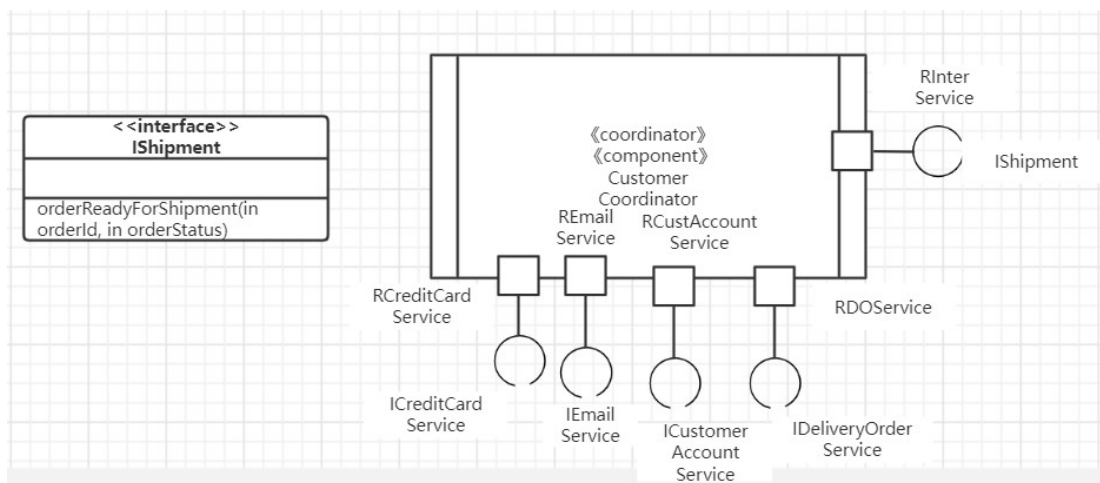 <<interface>>
IShipment
orderReadyForShipment(in
orderId, in orderStatus)
《coordinator》
《component》
Customer
Coordinator
RInter
Service
IShipment
REmail
Service
RCustAccount
Service
RCreditCard
Service
RDOService
ICreditCard
Service
IEmail
Service
ICustomer
Account
Service
IDeliveryOrder
Service